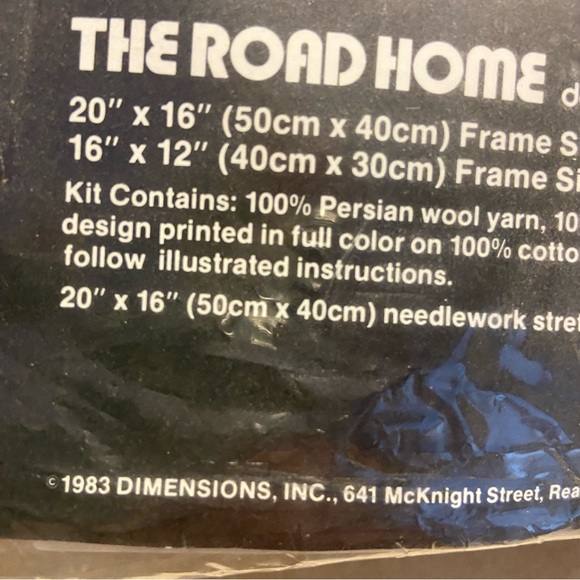 THE ROAD HOME d
20" x 16" (50cm x 40cm) Frame S
16" x 12" (40cm x 30cm) Frame Si
Kit Contains: 100% Persian wool yarn, 10
design printed in full color on 100% cotto
follow illustrated instructions.
20" x 16" (50cm x 40cm) needlework stret
©1983 DIMENSIONS, INC., 641 McKnight Street, Rea